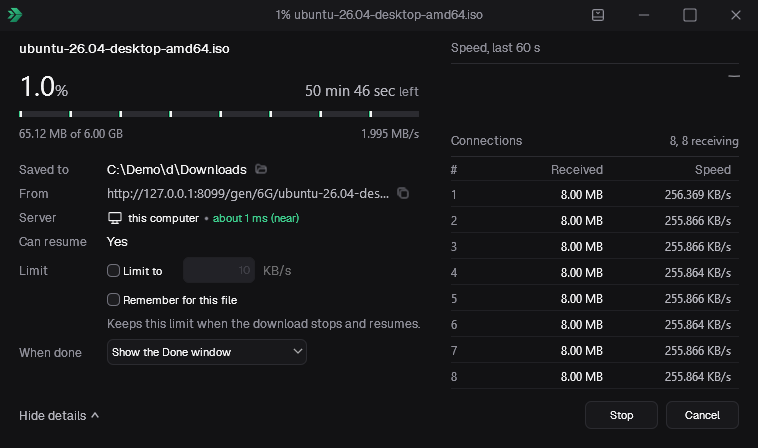 1% ubuntu-26.04-desktop-amd64.iso
ubuntu-26.04-desktop-amd64.iso
1.0%
50 min 46 sec left
65.12 MB of 6.00 GB
1.995 MB/s
Saved to C:\Demo\d\Downloads
From http://127.0.0.1:8099/gen/6G/ubuntu-26.04-des...
Server this computer • about 1 ms (near)
Can resume Yes
Limit Limit to 10 KB/s
Remember for this file
Keeps this limit when the download stops and resumes.
When done Show the Done window
Hide details
Speed, last 60 s
—
Connections 8, 8 receiving
# Received Speed
1 8.00 MB 256.369 KB/s
2 8.00 MB 255.866 KB/s
3 8.00 MB 255.866 KB/s
4 8.00 MB 255.864 KB/s
5 8.00 MB 255.866 KB/s
6 8.00 MB 255.864 KB/s
7 8.00 MB 255.866 KB/s
8 8.00 MB 255.864 KB/s
Stop Cancel